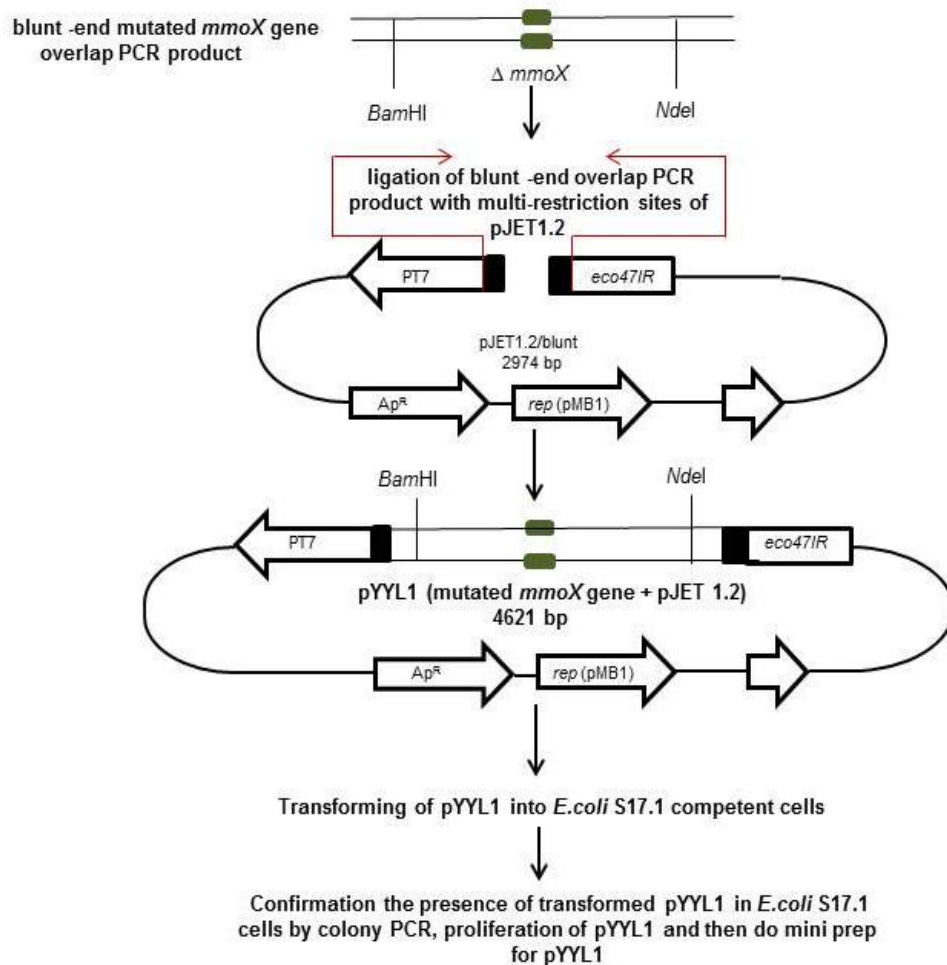 blunt -end mutated mmoX gene
overlap PCR product
Δ mmoX
BamHI
NdeI
ligation of blunt -end overlap PCR
product with multi-restriction sites of
pJET1.2
PT7
eco47IR
pJET1.2/blunt
2974 bp
ApR
rep (pMB1)
BamHI
NdeI
PT7
eco47IR
pYYL1 (mutated mmoX gene + pJET 1.2)
4621 bp
ApR
rep (pMB1)
Transforming of pYYL1 into E.coli S17.1 competent cells
Confirmation the presence of transformed pYYL1 in E.coli S17.1
cells by colony PCR, proliferation of pYYL1 and then do mini prep
for pYYL1